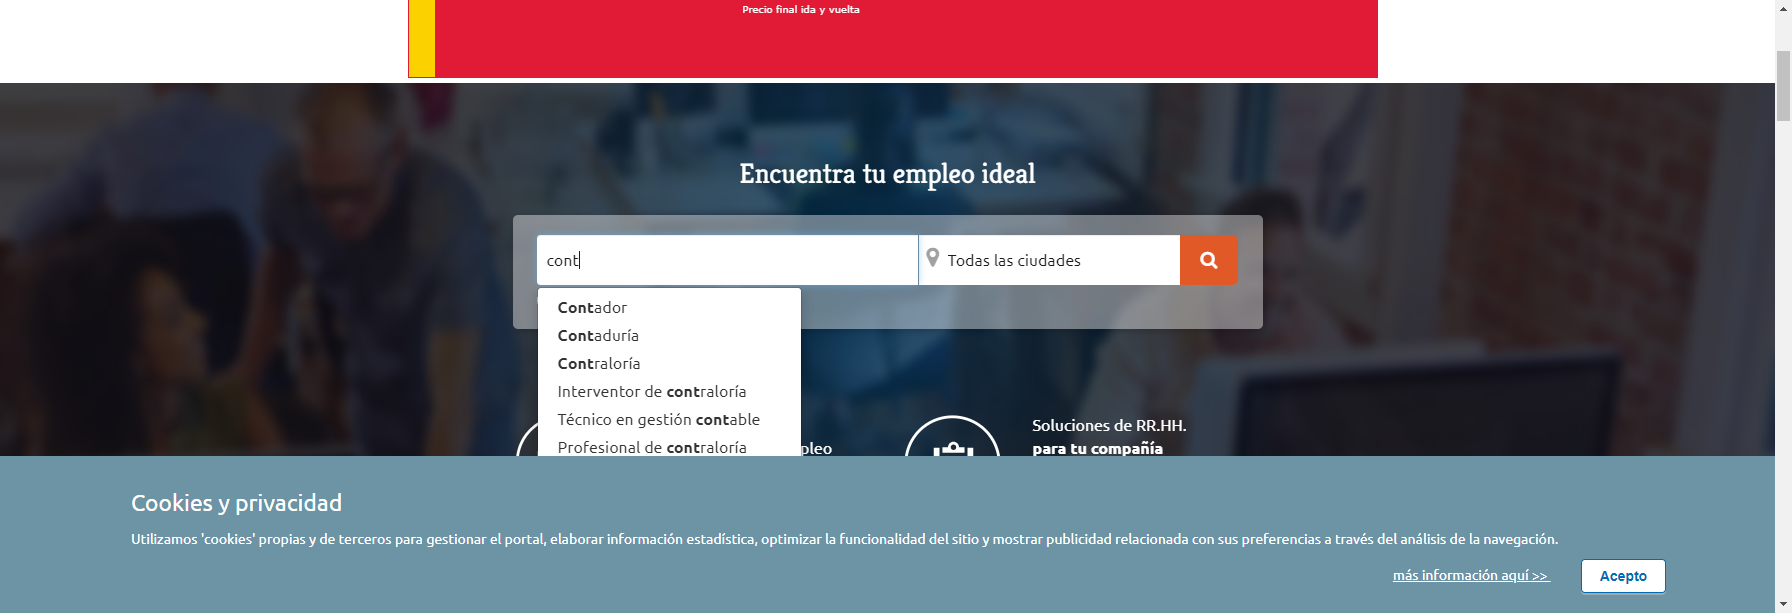 Precio final ida y vuelta
Encuentra tu empleo ideal
cont
Todas las ciudades
Contador
Contaduría
Contraloría
Interventor de contraloría
Técnico en gestión contable
Profesional de contraloría
pleo
Soluciones de RR.HH.
para tu compañía
Cookies y privacidad
Utilizamos 'cookies' propias y de terceros para gestionar el portal, elaborar información estadística, optimizar la funcionalidad del sitio y mostrar publicidad relacionada con sus preferencias a través del análisis de la navegación.
más información aquí >>
Acepto